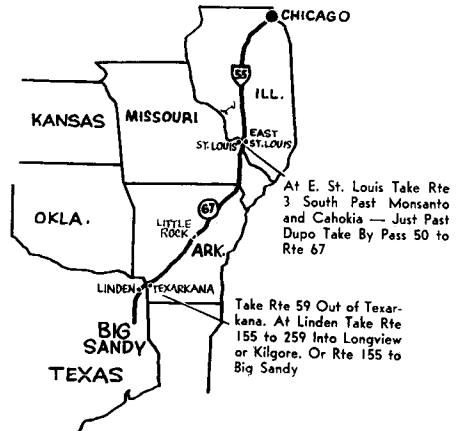 CHICAGO
55
ILL.
KANSAS
MISSOURI
EAST
ST. LOUIS
ST. LOUIS
At E. St. Louis Take Rte
3 South Past Monsanto
and Cahokia — Just Past
Dupo Take By Pass 50 to
Rte 67
OKLA.
67
LITTLE
ROCK
ARK.
LINDEN
TEXARKANA
Take Rte 59 Out of Texar-
kana. At Linden Take Rte
155 to 259 Into Longview
or Kilgore. Or Rte 155 to
Big Sandy
BIG
SANDY
TEXAS